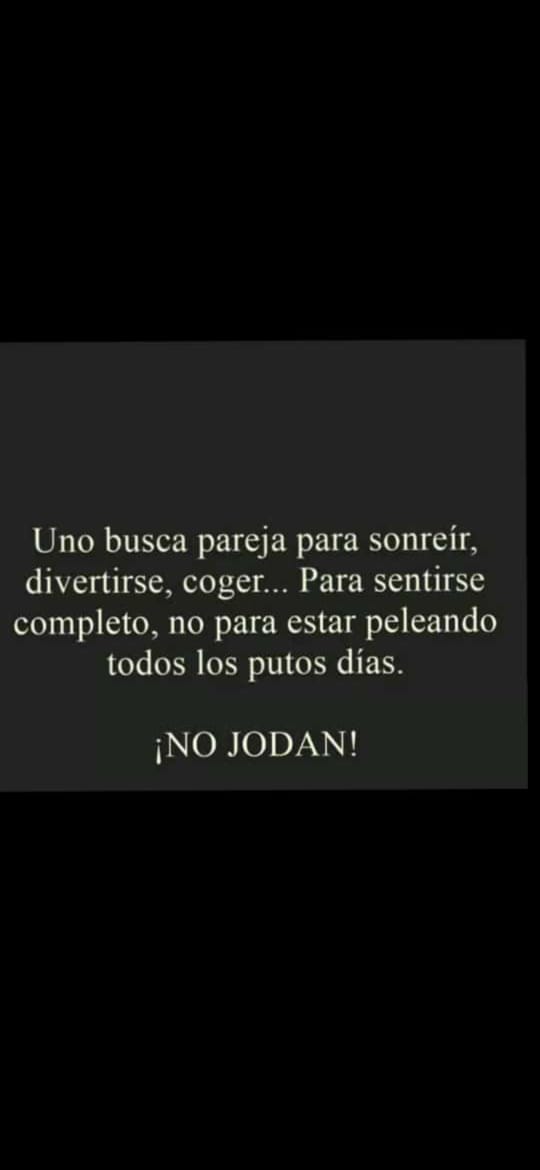 Uno busca pareja para sonreír,
divertirse, coger... Para sentirse
completo, no para estar peleando
todos los putos días.
¡NO JODAN!